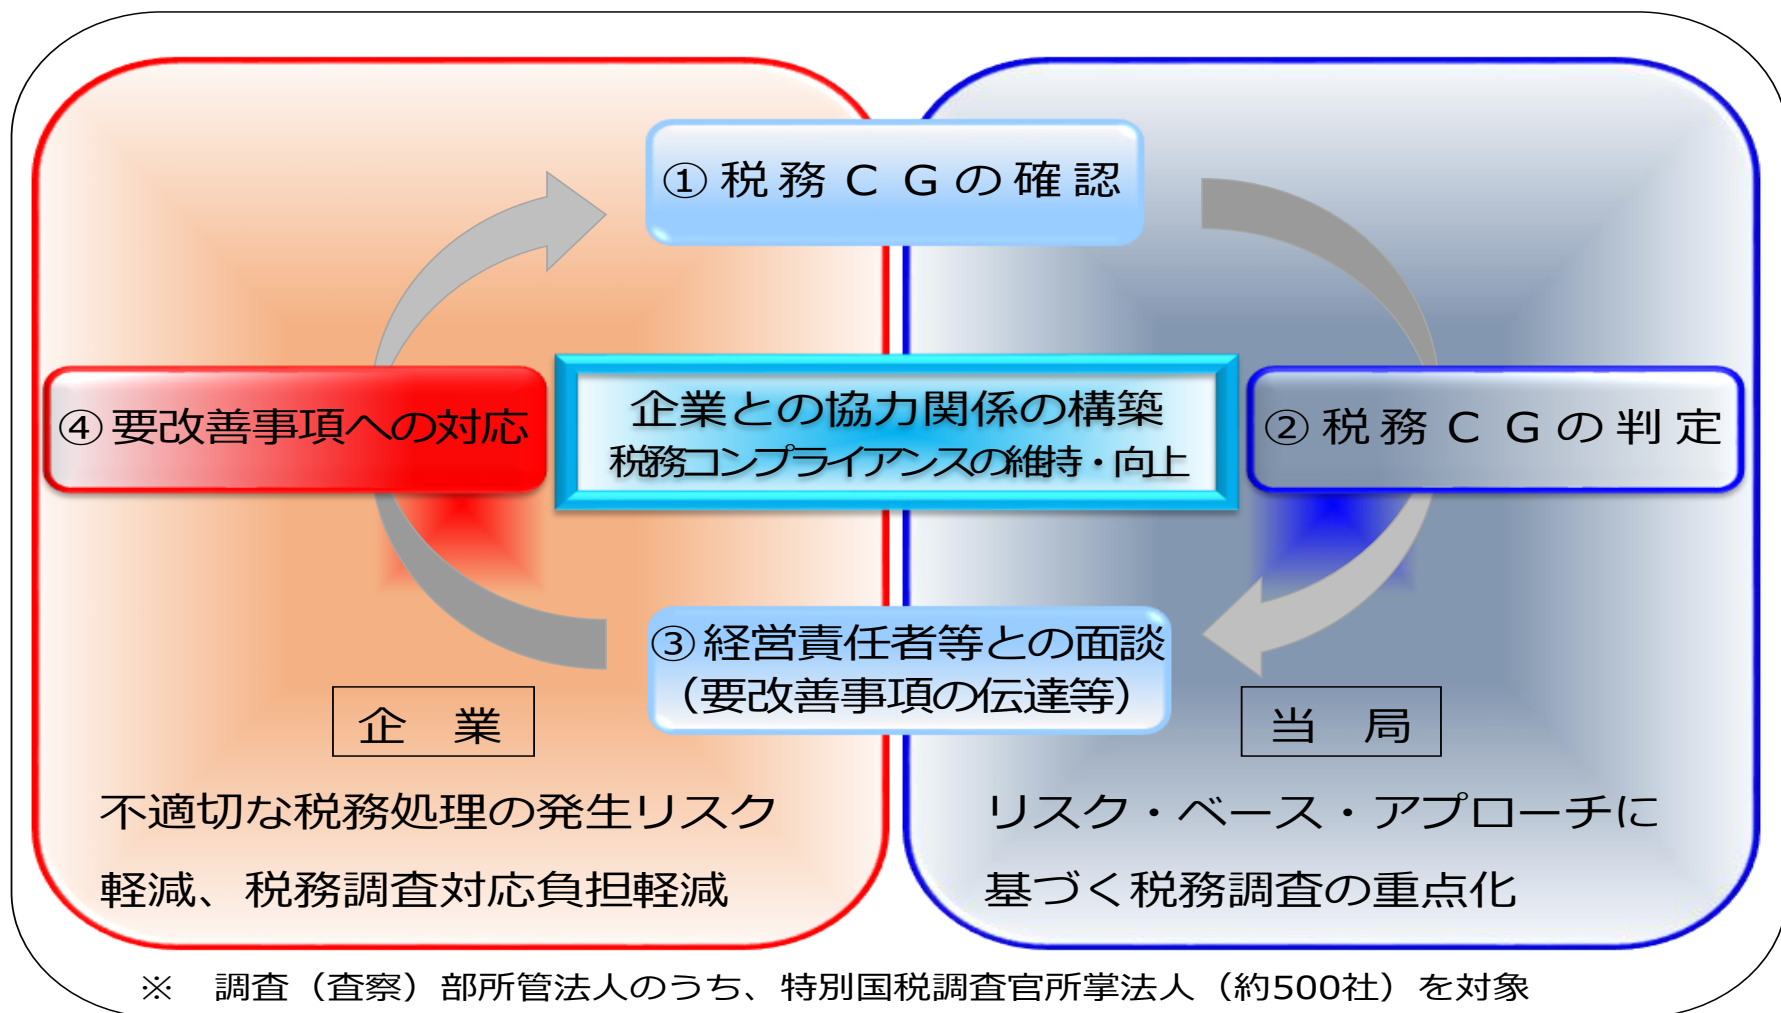 ①税務ＣＧの確認
④要改善事項への対応
企業との協力関係の構築
税務コンプライアンスの維持・向上
②税務ＣＧの判定
③経営責任者等との面談
（要改善事項の伝達等）
企　業
不適切な税務処理の発生リスク
軽減、税務調査対応負担軽減
当　局
リスク・ベース・アプローチに
基づく税務調査の重点化
※　調査（査察）部所管法人のうち、特別国税調査官所掌法人（約500社）を対象